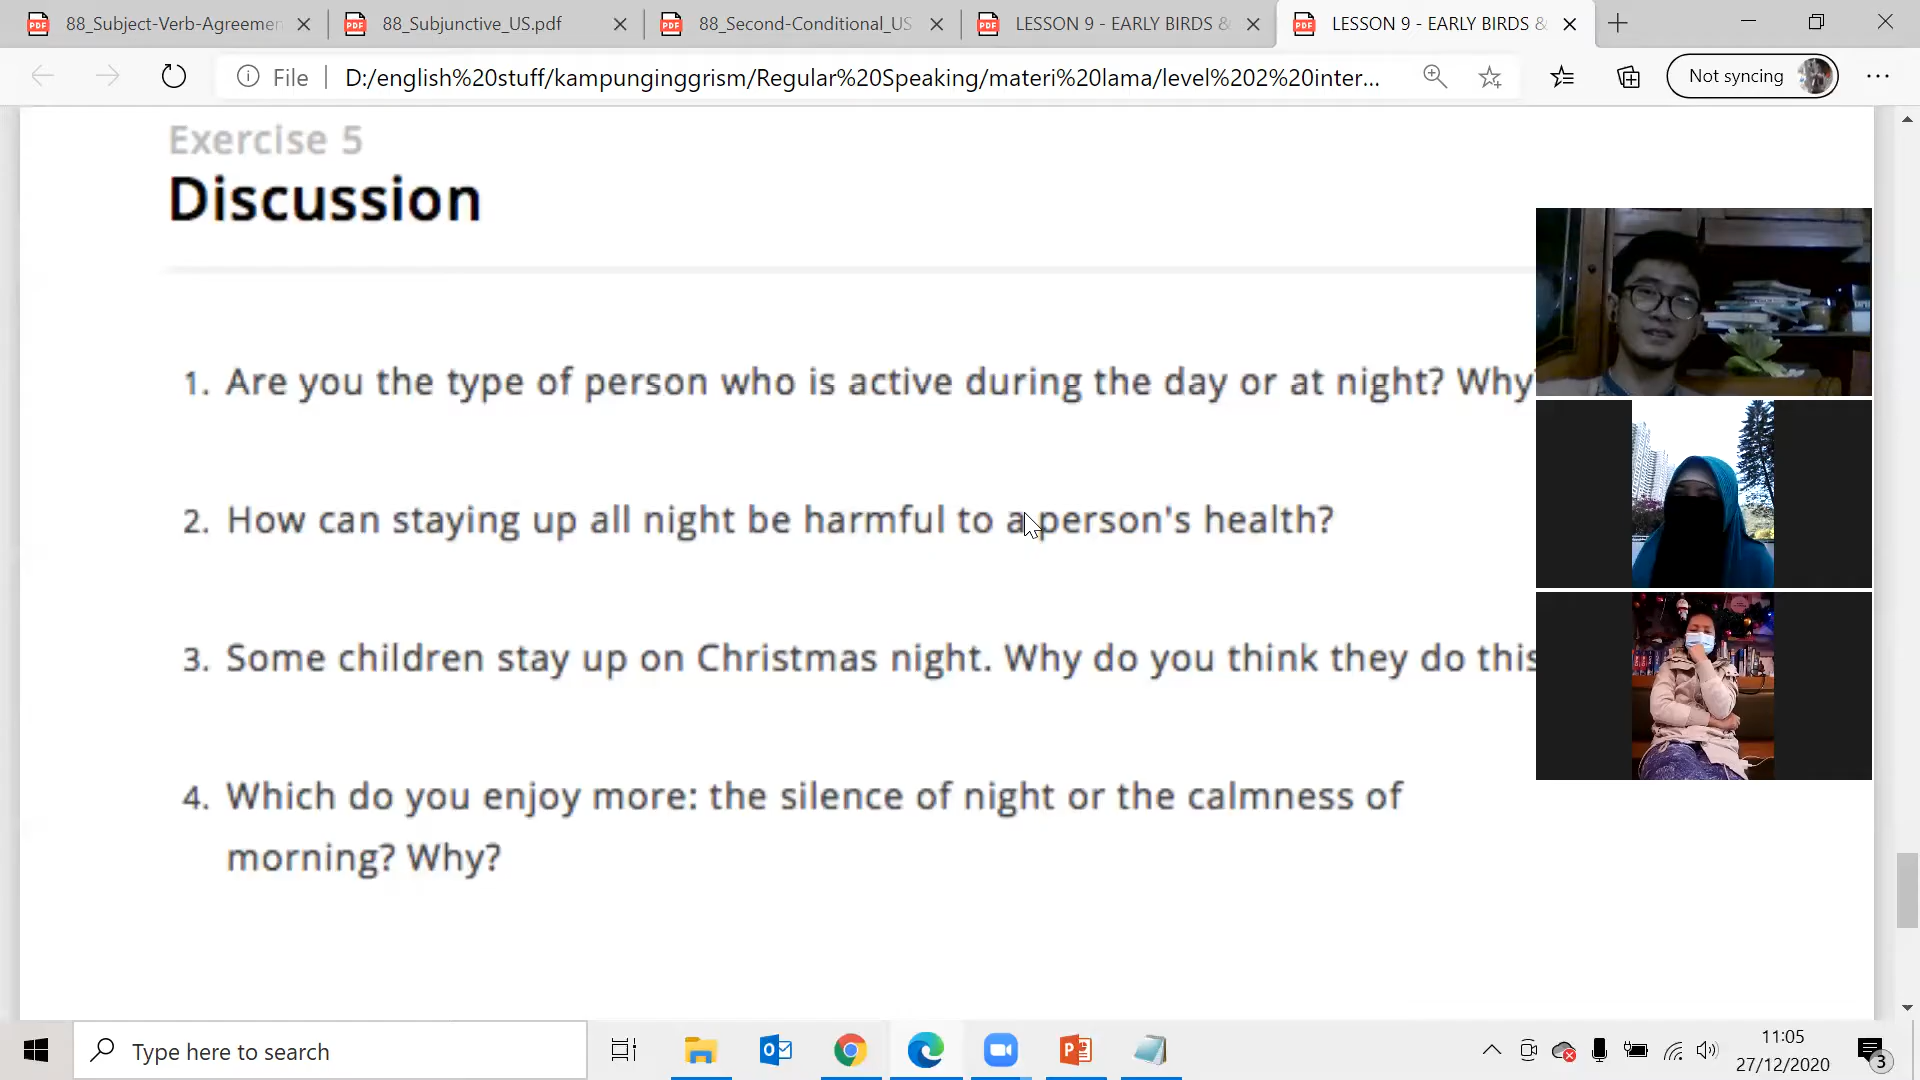 88_Subject-Verb-Agreemen
88_Subjunctive_US.pdf
88_Second-Conditional_US
LESSON 9 - EARLY BIRDS &
LESSON 9 - EARLY BIRDS &
File
D:/english%20stuff/kampunginggrism/Regular%20Speaking/materi%20lama/level%202%20inter...
Not syncing
Exercise 5
Discussion
1. Are you the type of person who is active during the day or at night? Why?
2. How can staying up all night be harmful to a person's health?
3. Some children stay up on Christmas night. Why do you think they do this
4. Which do you enjoy more: the silence of night or the calmness of
morning? Why?
Type here to search
11:05
27/12/2020
3